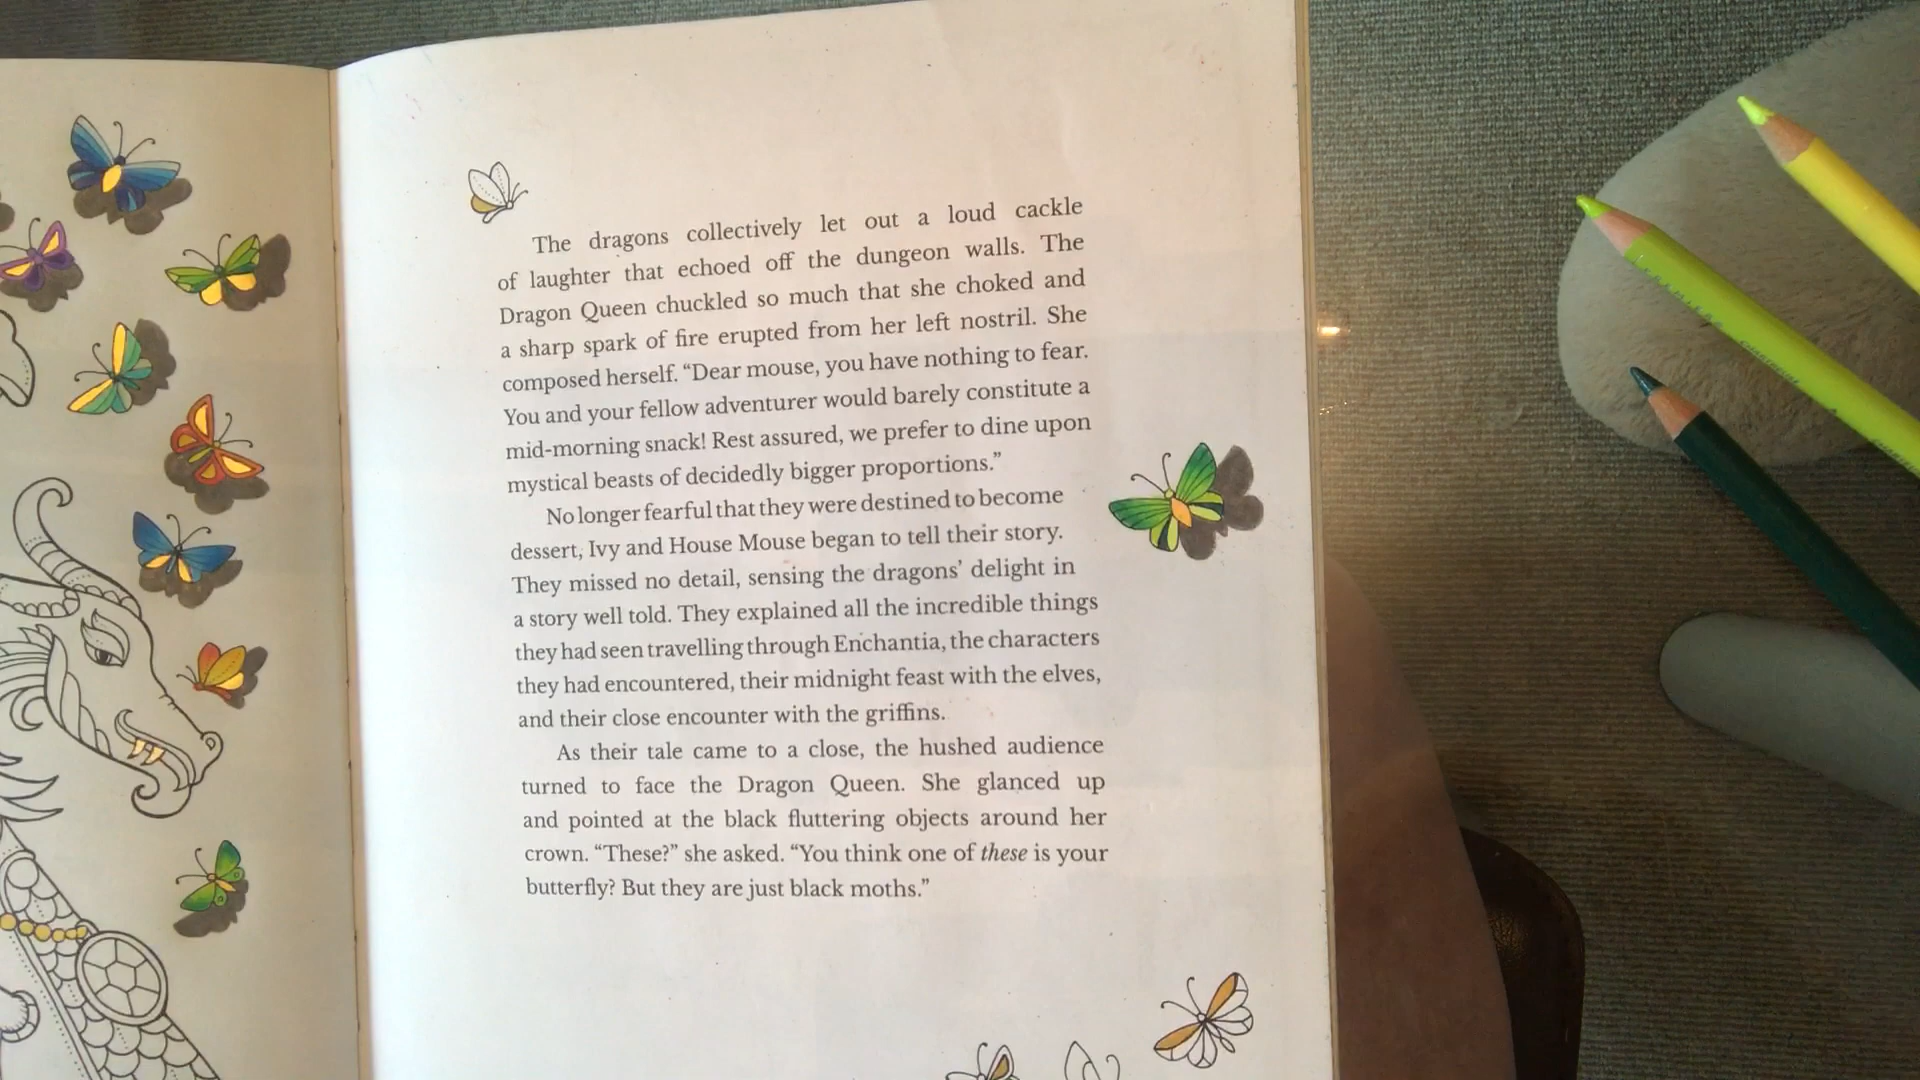 The dragons collectively let out a loud cackle
of laughter that echoed off the dungeon walls. The
Dragon Queen chuckled so much that she choked and
a sharp spark of fire erupted from her left nostril. She
composed herself. “Dear mouse, you have nothing to fear.
You and your fellow adventurer would barely constitute a
mid-morning snack! Rest assured, we prefer to dine upon
mystical beasts of decidedly bigger proportions.”
No longer fearful that they were destined to become
dessert, Ivy and House Mouse began to tell their story.
They missed no detail, sensing the dragons’ delight in
a story well told. They explained all the incredible things
they had seen travelling through Enchantia, the characters
they had encountered, their midnight feast with the elves,
and their close encounter with the griffins.
As their tale came to a close, the hushed audience
turned to face the Dragon Queen. She glanced up
and pointed at the black fluttering objects around her
crown. “These?” she asked. “You think one of these is your
butterfly? But they are just black moths.”